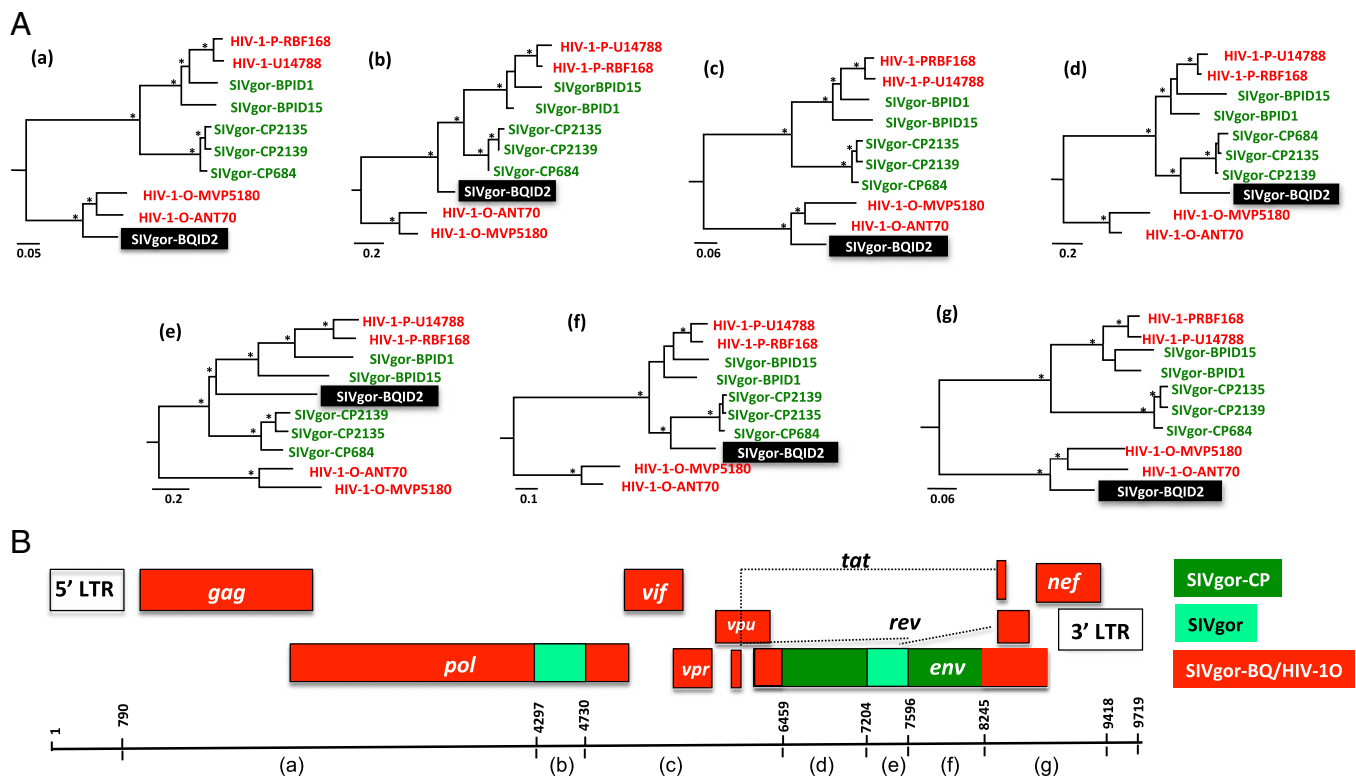 A
(a)
HIV-1-P-RBF168
HIV-1-U14788
SIVgor-BPID1
SIVgor-BPID15
SIVgor-CP2135
SIVgor-CP2139
SIVgor-CP684
HIV-1-O-MVP5180
HIV-1-O-ANT70
SIVgor-BQID2
0.05
(b)
HIV-1-P-U14788
HIV-1-P-RBF168
SIVgorBPID15
SIVgor-BPID1
SIVgor-CP2135
SIVgor-CP2139
SIVgor-CP684
SIVgor-BQID2
HIV-1-O-ANT70
HIV-1-O-MVP5180
0.2
(c)
HIV-1-PRBF168
HIV-1-P-U14788
SIVgor-BPID1
SIVgor-BPID15
SIVgor-CP2135
SIVgor-CP2139
SIVgor-CP684
HIV-1-O-MVP5180
HIV-1-O-ANT70
SIVgor-BQID2
0.06
(d)
HIV-1-P-U14788
HIV-1-P-RBF168
SIVgor-BPID15
SIVgor-BPID1
SIVgor-CP684
SIVgor-CP2135
SIVgor-CP2139
SIVgor-BQID2
HIV-1-O-MVP5180
HIV-1-O-ANT70
0.2
(e)
HIV-1-P-U14788
HIV-1-P-RBF168
SIVgor-BPID1
SIVgor-BPID15
SIVgor-BQID2
SIVgor-CP2139
SIVgor-CP2135
SIVgor-CP684
HIV-1-O-ANT70
HIV-1-O-MVP5180
0.2
(f)
HIV-1-P-U14788
HIV-1-P-RBF168
SIVgor-BPID15
SIVgor-BPID1
SIVgor-CP2139
SIVgor-CP2135
SIVgor-CP684
SIVgor-BQID2
HIV-1-O-MVP5180
HIV-1-O-ANT70
0.1
(g)
HIV-1-PRBF168
HIV-1-P-U14788
SIVgor-BPID15
SIVgor-BPID1
SIVgor-CP2135
SIVgor-CP2139
SIVgor-CP684
HIV-1-O-MVP5180
HIV-1-O-ANT70
SIVgor-BQID2
0.06
B
5' LTR
gag
vif
tat
nef
vpu
rev
3' LTR
pol
vpr
env
SIVgor-CP
SIVgor
SIVgor-BQ/HIV-1O
1
790
4297
4730
6459
7204
7596
8245
9418
9719
(a)
(b)
(c)
(d)
(e)
(f)
(g)